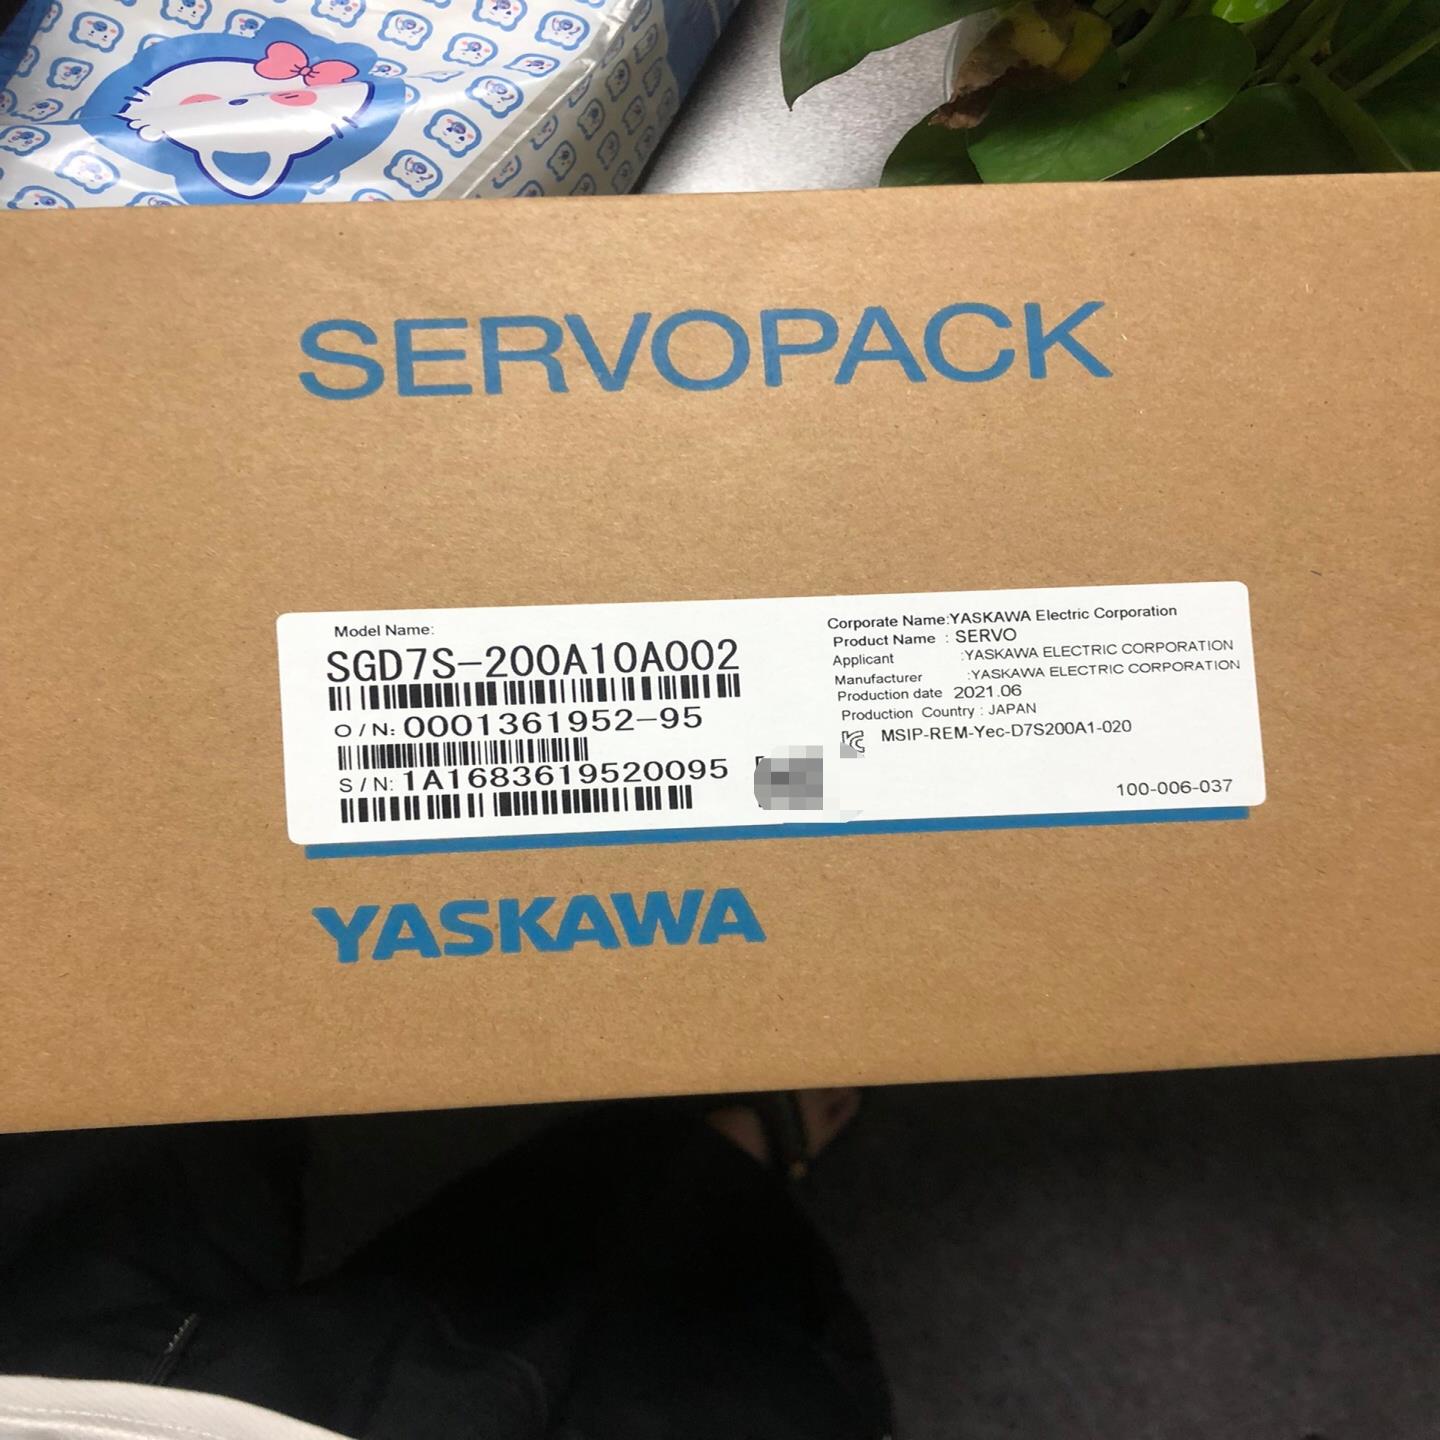 SERVOPACK
Model Name:
SGD7S-200A10A002
O/N: 0001361952-95
S/N: 1A1683619520095
Corporate Name:YASKAWA Electric Corporation
Product Name : SERVO
Applicant :YASKAWA ELECTRIC CORPORATION
Manufacturer :YASKAWA ELECTRIC CORPORATION
Production date 2021.06
Production Country : JAPAN
MSIP-REM-Yec-D7S200A1-020
100-006-037
YASKAWA